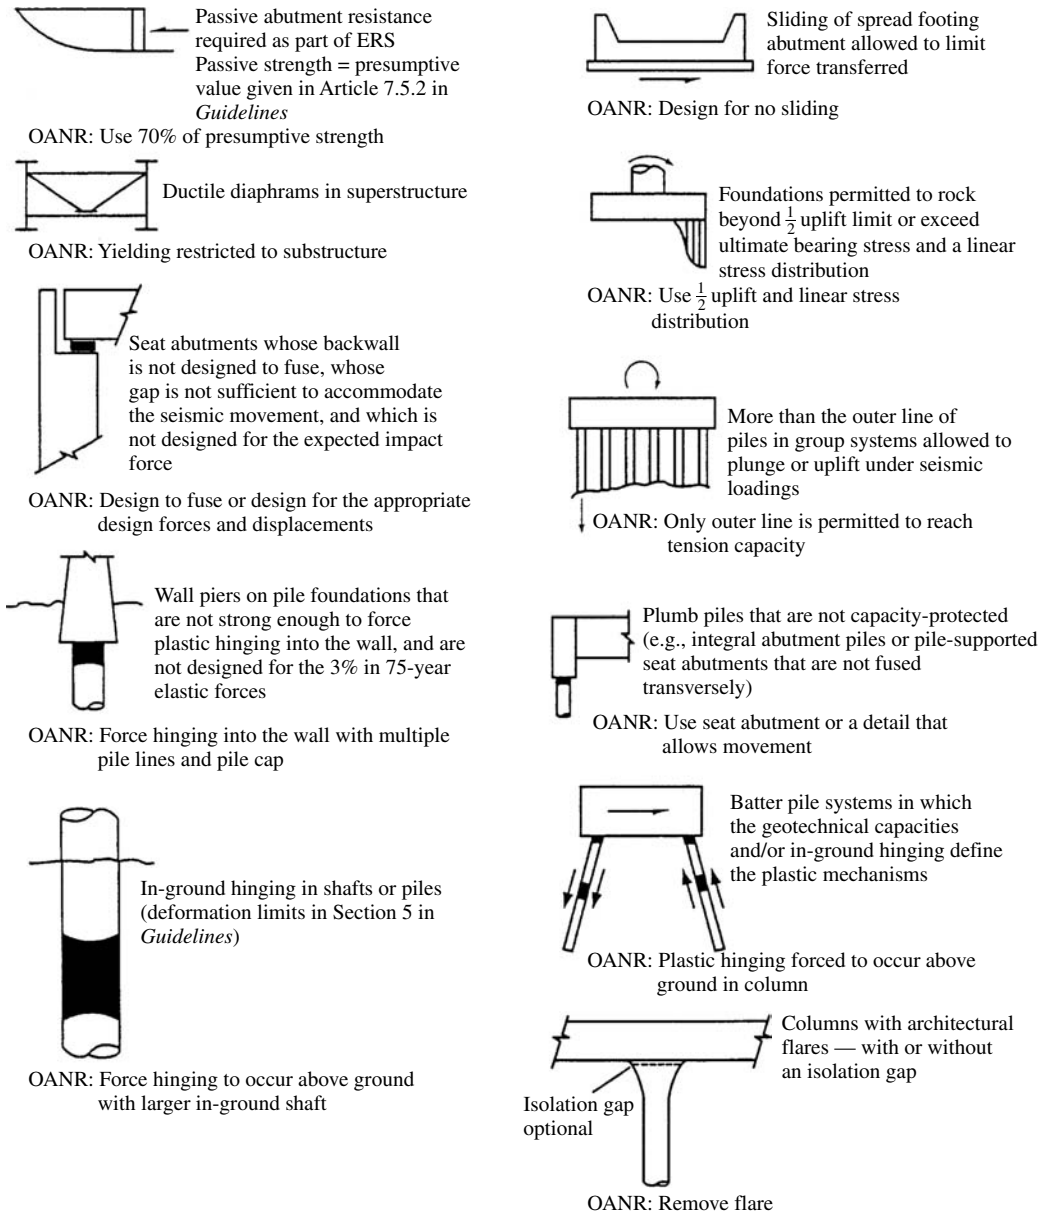 Passive abutment resistance
required as part of ERS
Passive strength = presumptive
value given in Article 7.5.2 in
Guidelines
OANR: Use 70% of presumptive strength
Ductile diaphrams in superstructure
OANR: Yielding restricted to substructure
Seat abutments whose backwall
is not designed to fuse, whose
gap is not sufficient to accommodate
the seismic movement, and which is
not designed for the expected impact
force
OANR: Design to fuse or design for the appropriate
design forces and displacements
Wall piers on pile foundations that
are not strong enough to force
plastic hinging into the wall, and are
not designed for the 3% in 75-year
elastic forces
OANR: Force hinging into the wall with multiple
pile lines and pile cap
In-ground hinging in shafts or piles
(deformation limits in Section 5 in
Guidelines)
OANR: Force hinging to occur above ground
with larger in-ground shaft
Sliding of spread footing
abutment allowed to limit
force transferred
OANR: Design for no sliding
Foundations permitted to rock
beyond 1/2 uplift limit or exceed
ultimate bearing stress and a linear
stress distribution
OANR: Use 1/2 uplift and linear stress
distribution
More than the outer line of
piles in group systems allowed to
plunge or uplift under seismic
loadings
OANR: Only outer line is permitted to reach
tension capacity
Plumb piles that are not capacity-protected
(e.g., integral abutment piles or pile-supported
seat abutments that are not fused
transversely)
OANR: Use seat abutment or a detail that
allows movement
Batter pile systems in which
the geotechnical capacities
and/or in-ground hinging define
the plastic mechanisms
OANR: Plastic hinging forced to occur above
ground in column
Columns with architectural
flares — with or without
an isolation gap
Isolation gap
optional
OANR: Remove flare